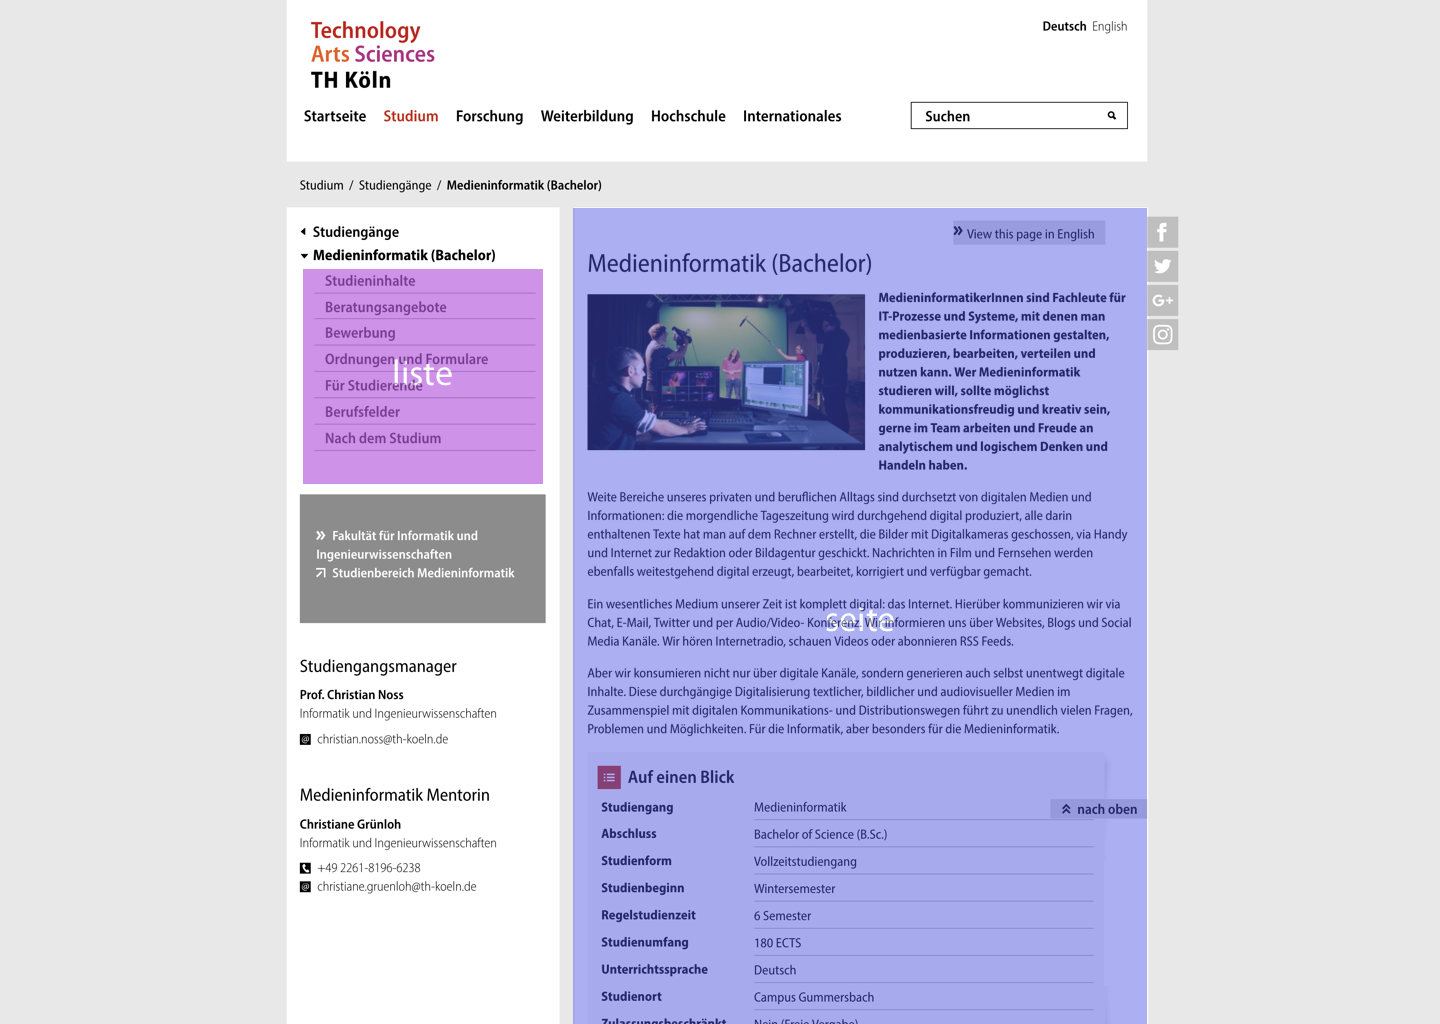 Technology
Arts Sciences
TH Köln
Deutsch English
Startseite Studium Forschung Weiterbildung Hochschule Internationales
Suchen
Studium / Studiengänge / Medieninformatik (Bachelor)
Studiengänge
Medieninformatik (Bachelor)
Studieninhalte
Beratungsangebote
Bewerbung
Ordnungen und Formulare
liste
Für Studierende
Berufsfelder
Nach dem Studium
Fakultät für Informatik und
Ingenieurwissenschaften
Studienbereich Medieninformatik
Studiengangsmanager
Prof. Christian Noss
Informatik und Ingenieurwissenschaften
christian.noss@th-koeln.de
Medieninformatik Mentorin
Christiane Grünloh
Informatik und Ingenieurwissenschaften
+49 2261-8196-6238
christiane.gruenloh@th-koeln.de
View this page in English
Medieninformatik (Bachelor)
MedieninformatikerInnen sind Fachleute für
IT-Prozesse und Systeme, mit denen man
medienbasierte Informationen gestalten,
produzieren, bearbeiten, verteilen und
nutzen kann. Wer Medieninformatik
studieren will, sollte möglichst
kommunikationsfreudig und kreativ sein,
gerne im Team arbeiten und Freude an
analytischem und logischem Denken und
Handeln haben.
Weite Bereiche unseres privaten und beruflichen Alltags sind durchsetzt von digitalen Medien und
Informationen: die morgendliche Tageszeitung wird durchgehend digital produziert, alle darin
enthaltenen Texte hat man auf dem Rechner erstellt, die Bilder mit Digitalkameras geschossen, via Handy
und Internet zur Redaktion oder Bildagentur geschickt. Nachrichten in Film und Fernsehen werden
ebenfalls weitestgehend digital erzeugt, bearbeitet, korrigiert und verfügbar gemacht.
Ein wesentliches Medium unserer Zeit ist komplett digital: das Internet. Hierüber kommunizieren wir via
Chat, E-Mail, Twitter und per Audio/Video- Konferenz. Wir informieren uns über Websites, Blogs und Social
seite
Media Kanäle. Wir hören Internetradio, schauen Videos oder abonnieren RSS Feeds.
Aber wir konsumieren nicht nur über digitale Kanäle, sondern generieren auch selbst unentwegt digitale
Inhalte. Diese durchgängige Digitalisierung textlicher, bildlicher und audiovisueller Medien im
Zusammenspiel mit digitalen Kommunikations- und Distributionswegen führt zu unendlich vielen Fragen,
Problemen und Möglichkeiten. Für die Informatik, aber besonders für die Medieninformatik.
Auf einen Blick
Studiengang Medieninformatik
nach oben
Abschluss Bachelor of Science (B.Sc.)
Studienform Vollzeitstudiengang
Studienbeginn Wintersemester
Regelstudienzeit 6 Semester
Studienumfang 180 ECTS
Unterrichtssprache Deutsch
Studienort Campus Gummersbach
Zulassungsbeschränkt Nein (Freie Vergabe)